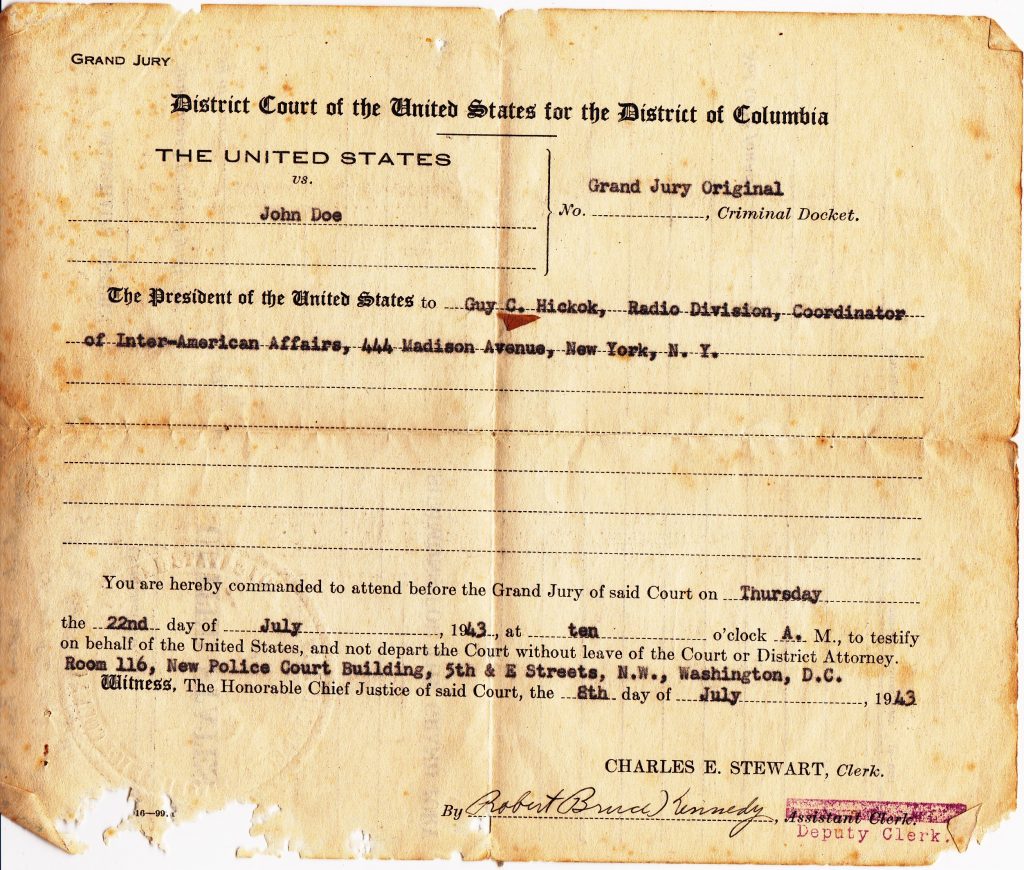 GRAND JURY
District Court of the United States for the District of Columbia
THE UNITED STATES
vs.
John Doe
Grand Jury Original
No. , Criminal Docket.
The President of the United States to Guy C. Hickok, Radio Division, Coordinator
of Inter-American Affairs, 444 Madison Avenue, New York, N. Y.
You are hereby commanded to attend before the Grand Jury of said Court on Thursday
the 22nd day of July, 1943, at ten o'clock A. M., to testify
on behalf of the United States, and not depart the Court without leave of the Court or District Attorney.
Room 116, New Police Court Building, 5th & E Streets, N.W., Washington, D.C.
Witness, The Honorable Chief Justice of said Court, the 8th day of July, 1943
CHARLES E. STEWART, Clerk.
16—99
By Robert Bruce Kennedy, Assistant Clerk.
Deputy Clerk.